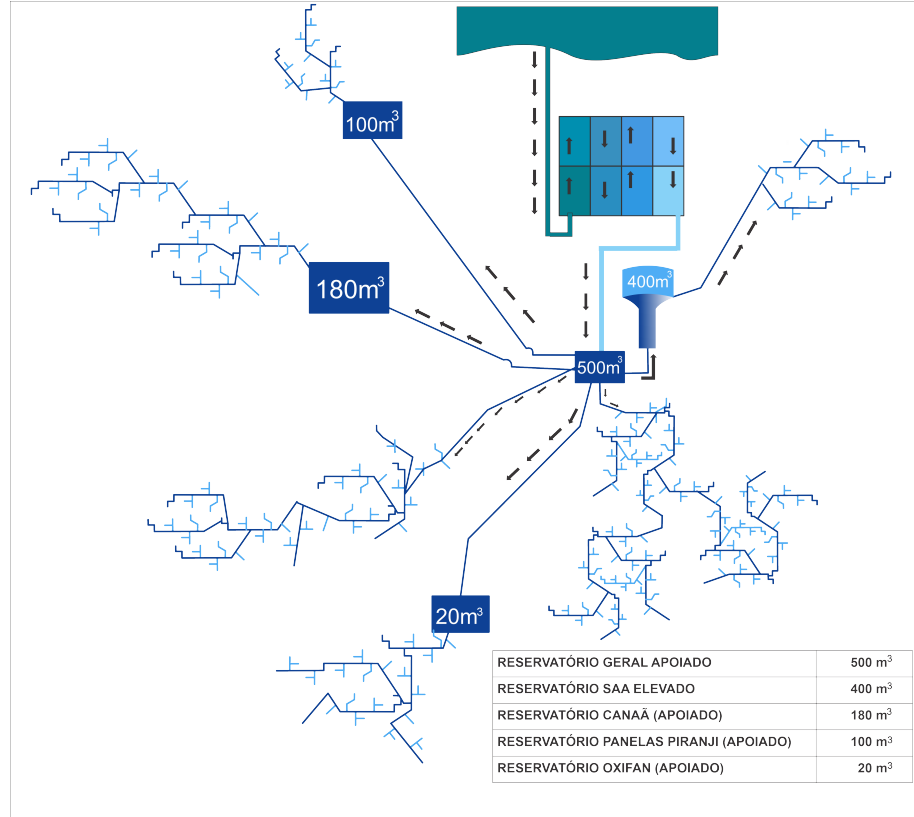 100m³
180m³
400m³
500m³
20m³
RESERVATÓRIO GERAL APOIADO 500 m³
RESERVATÓRIO SAA ELEVADO 400 m³
RESERVATÓRIO CANAÃ (APOIADO) 180 m³
RESERVATÓRIO PANELAS PIRANJI (APOIADO) 100 m³
RESERVATÓRIO OXIFAN (APOIADO) 20 m³